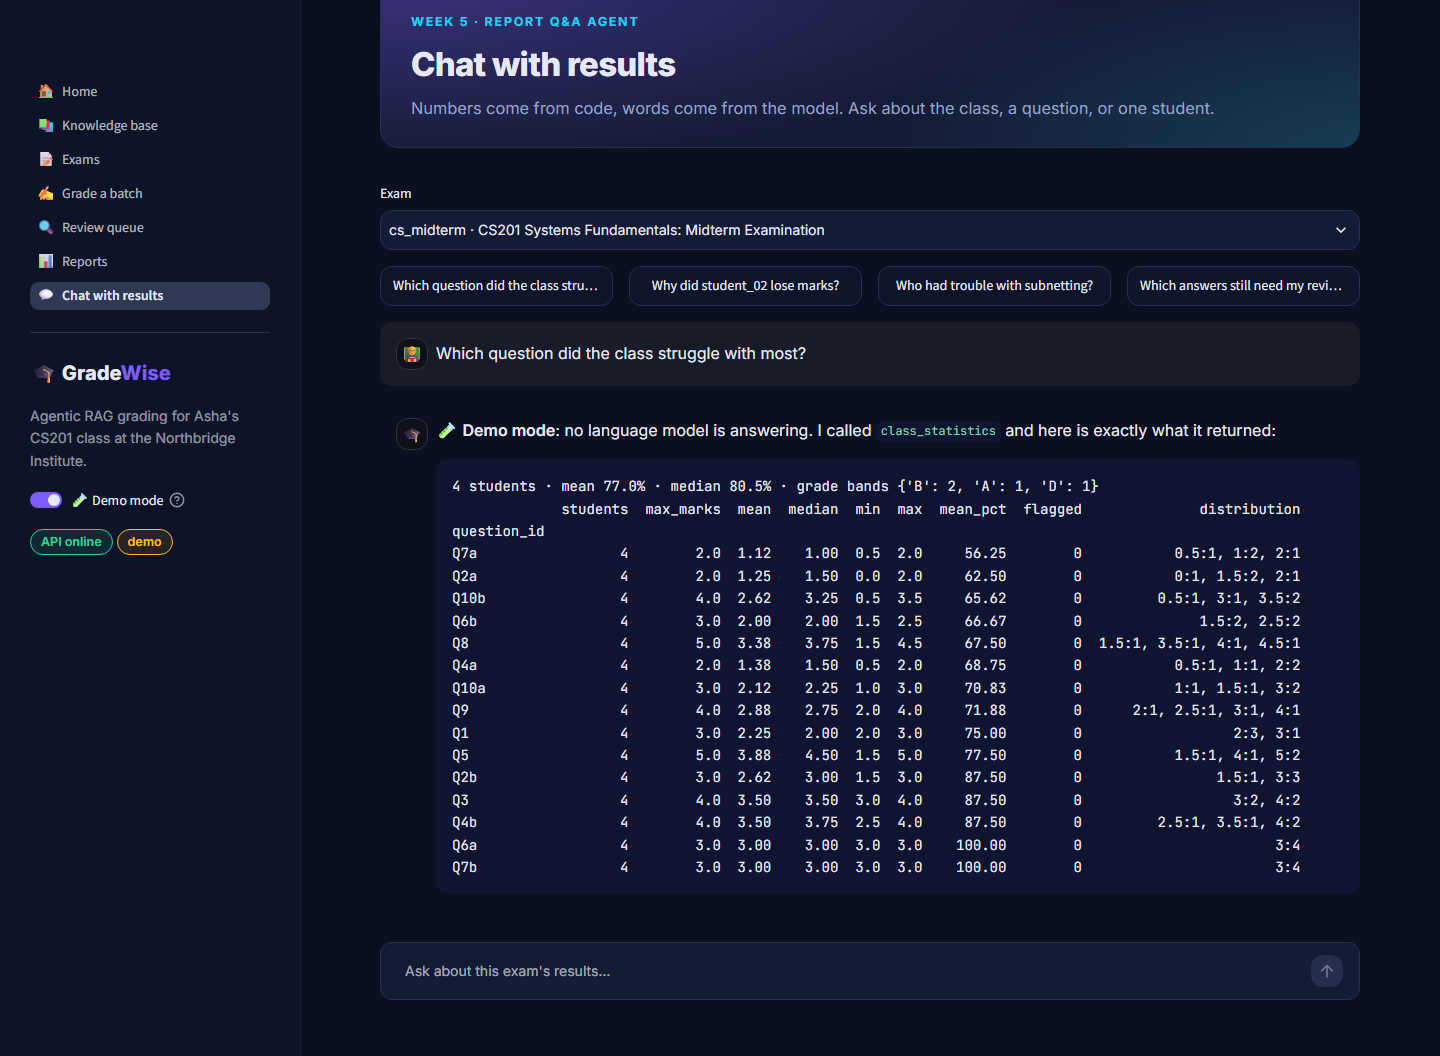 Home
Knowledge base
Exams
Grade a batch
Review queue
Reports
Chat with results
GradeWise
Agentic RAG grading for Asha's
CS201 class at the Northbridge
Institute.
Demo mode
API online demo
WEEK 5 · REPORT Q&A AGENT
Chat with results
Numbers come from code, words come from the model. Ask about the class, a question, or one student.
Exam
cs_midterm · CS201 Systems Fundamentals: Midterm Examination
Which question did the class stru… Why did student_02 lose marks? Who had trouble with subnetting? Which answers still need my revi…
Which question did the class struggle with most?
Demo mode: no language model is answering. I called class_statistics and here is exactly what it returned:
4 students · mean 77.0% · median 80.5% · grade bands {'B': 2, 'A': 1, 'D': 1}
students max_marks mean median min max mean_pct flagged distribution
question_id
Q7a 4 2.0 1.12 1.00 0.5 2.0 56.25 0 0.5:1, 1:2, 2:1
Q2a 4 2.0 1.25 1.50 0.0 2.0 62.50 0 0:1, 1.5:2, 2:1
Q10b 4 4.0 2.62 3.25 0.5 3.5 65.62 0 0.5:1, 3:1, 3.5:2
Q6b 4 3.0 2.00 2.00 1.5 2.5 66.67 0 1.5:2, 2.5:2
Q8 4 5.0 3.38 3.75 1.5 4.5 67.50 0 1.5:1, 3.5:1, 4:1, 4.5:1
Q4a 4 2.0 1.38 1.50 0.5 2.0 68.75 0 0.5:1, 1:1, 2:2
Q10a 4 3.0 2.12 2.25 1.0 3.0 70.83 0 1:1, 1.5:1, 3:2
Q9 4 4.0 2.88 2.75 2.0 4.0 71.88 0 2:1, 2.5:1, 3:1, 4:1
Q1 4 3.0 2.25 2.00 2.0 3.0 75.00 0 2:3, 3:1
Q5 4 5.0 3.88 4.50 1.5 5.0 77.50 0 1.5:1, 4:1, 5:2
Q2b 4 3.0 2.62 3.00 1.5 3.0 87.50 0 1.5:1, 3:3
Q3 4 4.0 3.50 3.50 3.0 4.0 87.50 0 3:2, 4:2
Q4b 4 4.0 3.50 3.75 2.5 4.0 87.50 0 2.5:1, 3.5:1, 4:2
Q6a 4 3.0 3.00 3.00 3.0 3.0 100.00 0 3:4
Q7b 4 3.0 3.00 3.00 3.0 3.0 100.00 0 3:4
Ask about this exam's results...